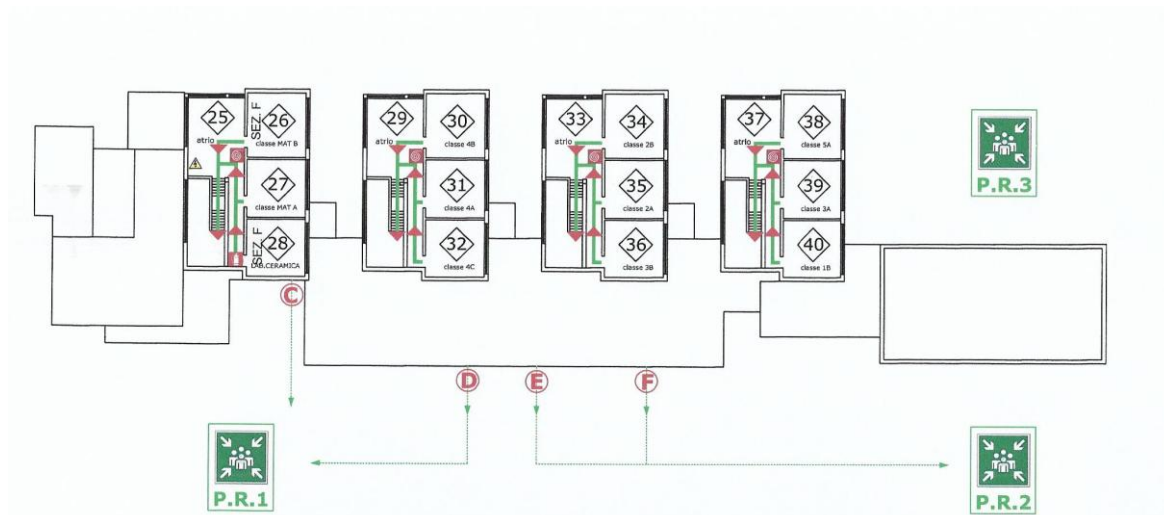 25
atrio
SEZ. F
26
classe MAT B
27
classe MAT A
SEZ. F
28
LAB.CERAMICA
29
atrio
30
classe 4B
31
classe 4A
32
classe 4C
33
atrio
34
classe 2B
35
classe 2A
36
classe 3B
37
atrio
38
classe 5A
39
classe 3A
40
classe 1B
P.R.3
C
D
E
F
P.R.1
P.R.2